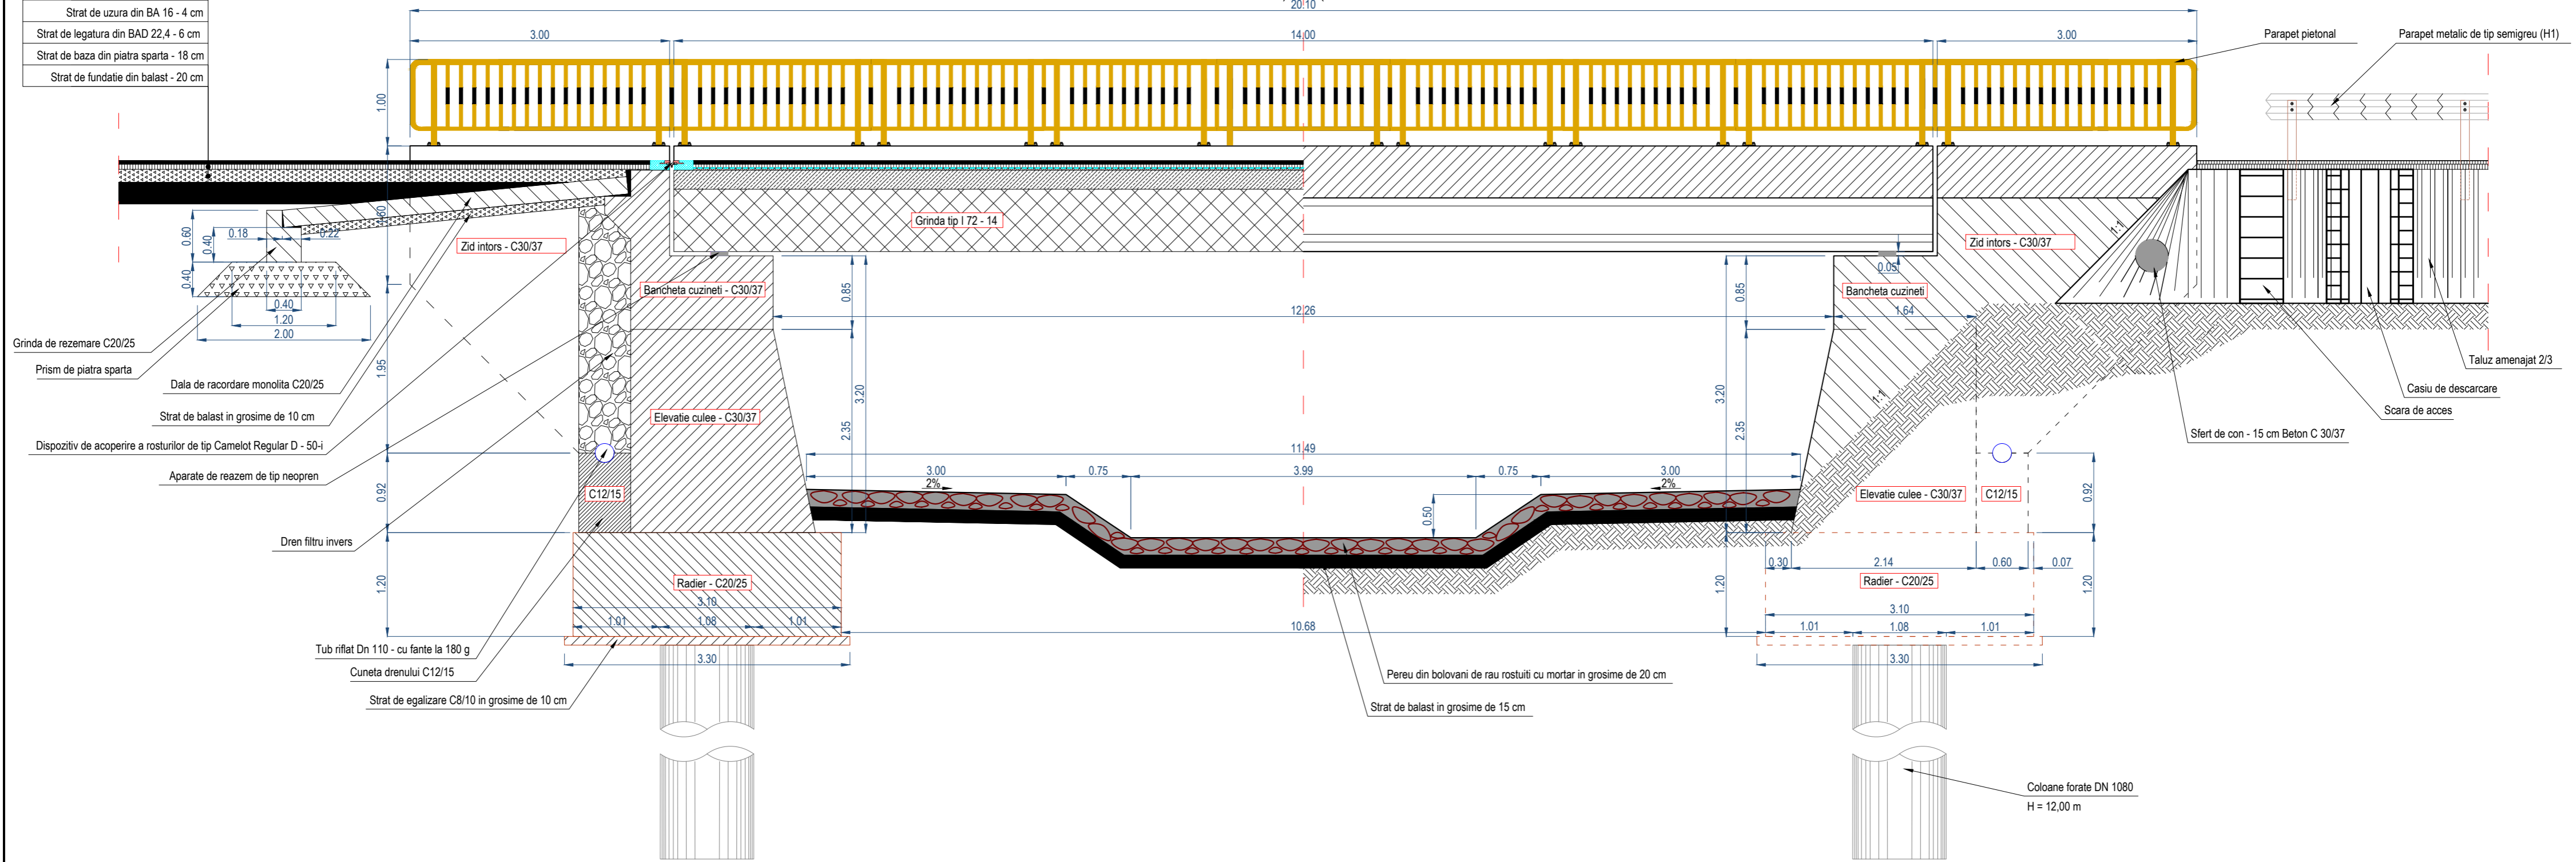 Strat de uzura din BA 16 - 4 cm
Strat de legatura din BAD 22,4 - 6 cm
Strat de baza din piatra sparta - 18 cm
Strat de fundatie din balast - 20 cm
20.10
3.00
14.00
3.00
Parapet pietonal
Parapet metalic de tip semigreu (H1)
1.00
Grinda tip I 72 - 14
0.60
0.40
0.18
0.22
0.40
0.40
1.20
2.00
Zid intors - C30/37
Zid intors - C30/37
1:1
Bancheta cuzineti - C30/37
Bancheta cuzineti
0.05
0.85
0.85
12.26
1.64
Grinda de rezemare C20/25
Prism de piatra sparta
Dala de racordare monolita C20/25
Strat de balast in grosime de 10 cm
Dispozitiv de acoperire a rosturilor de tip Camelot Regular D - 50-i
Aparate de reazem de tip neopren
Dren filtru invers
1.95
3.20
2.35
3.20
2.35
1:1
Elevatie culee - C30/37
Taluz amenajat 2/3
Casiu de descarcare
Scara de acces
Sfert de con - 15 cm Beton C 30/37
11.49
3.00
0.75
3.99
0.75
3.00
2%
2%
0.50
0.92
C12/15
Elevatie culee - C30/37
C12/15
0.92
1.20
Radier - C20/25
3.10
1.01
1.08
1.01
10.68
3.30
1.20
0.30
2.14
0.60
0.07
Radier - C20/25
3.10
1.01
1.08
1.01
1.20
3.30
Tub riflat Dn 110 - cu fante la 180 g
Cuneta drenului C12/15
Strat de egalizare C8/10 in grosime de 10 cm
Pereu din bolovani de rau rostuiti cu mortar in grosime de 20 cm
Strat de balast in grosime de 15 cm
Coloane forate DN 1080
H = 12,00 m